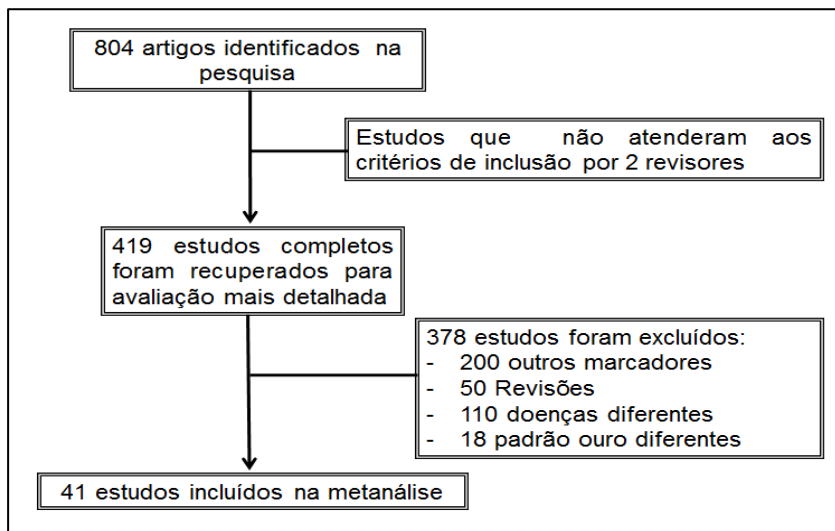 804 artigos identificados na
pesquisa
Estudos que não atenderam aos
critérios de inclusão por 2 revisores
419 estudos completos
foram recuperados para
avaliação mais detalhada
378 estudos foram excluídos:
- 200 outros marcadores
- 50 Revisões
- 110 doenças diferentes
- 18 padrão ouro diferentes
41 estudos incluídos na metanálise